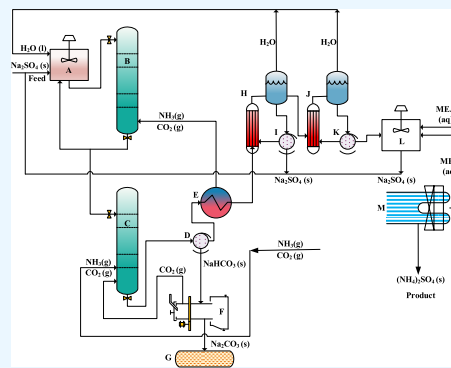 H₂O
H₂O
H₂O (l)
A
B
Na₂SO₄ (s)
Feed
H
J
NH₃(g)
CO₂ (g)
I
K
L
ME
(aq
Na₂SO₄ (s)
Na₂SO₄ (s)
E
C
D
M
NH₃(g)
CO₂ (g)
CO₂ (g)
NaHCO₃ (s)
NH₃(g)
CO₂ (g)
F
(NH₄)₂SO₄ (s)
Product
Na₂CO₃ (s)
G